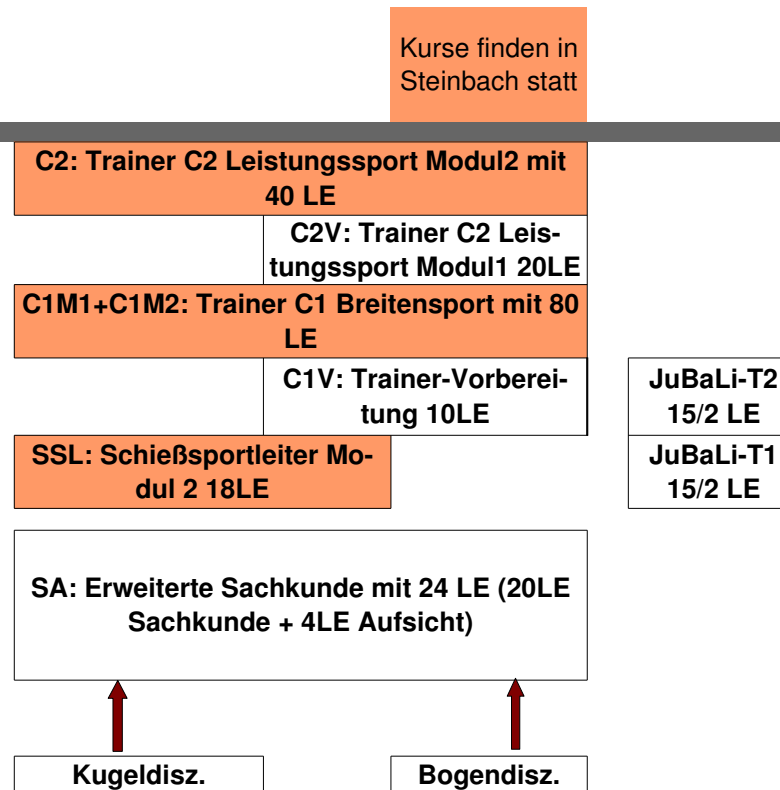 Kurse finden in
Steinbach statt
C2: Trainer C2 Leistungssport Modul2 mit
40 LE
C2V: Trainer C2 Leis-
tungssport Modul1 20LE
C1M1+C1M2: Trainer C1 Breitensport mit 80
LE
C1V: Trainer-Vorberei-
tung 10LE
JuBaLi-T2
15/2 LE
SSL: Schießsportleiter Mo-
dul 2 18LE
JuBaLi-T1
15/2 LE
SA: Erweiterte Sachkunde mit 24 LE (20LE
Sachkunde + 4LE Aufsicht)
Kugeldisz.
Bogendisz.